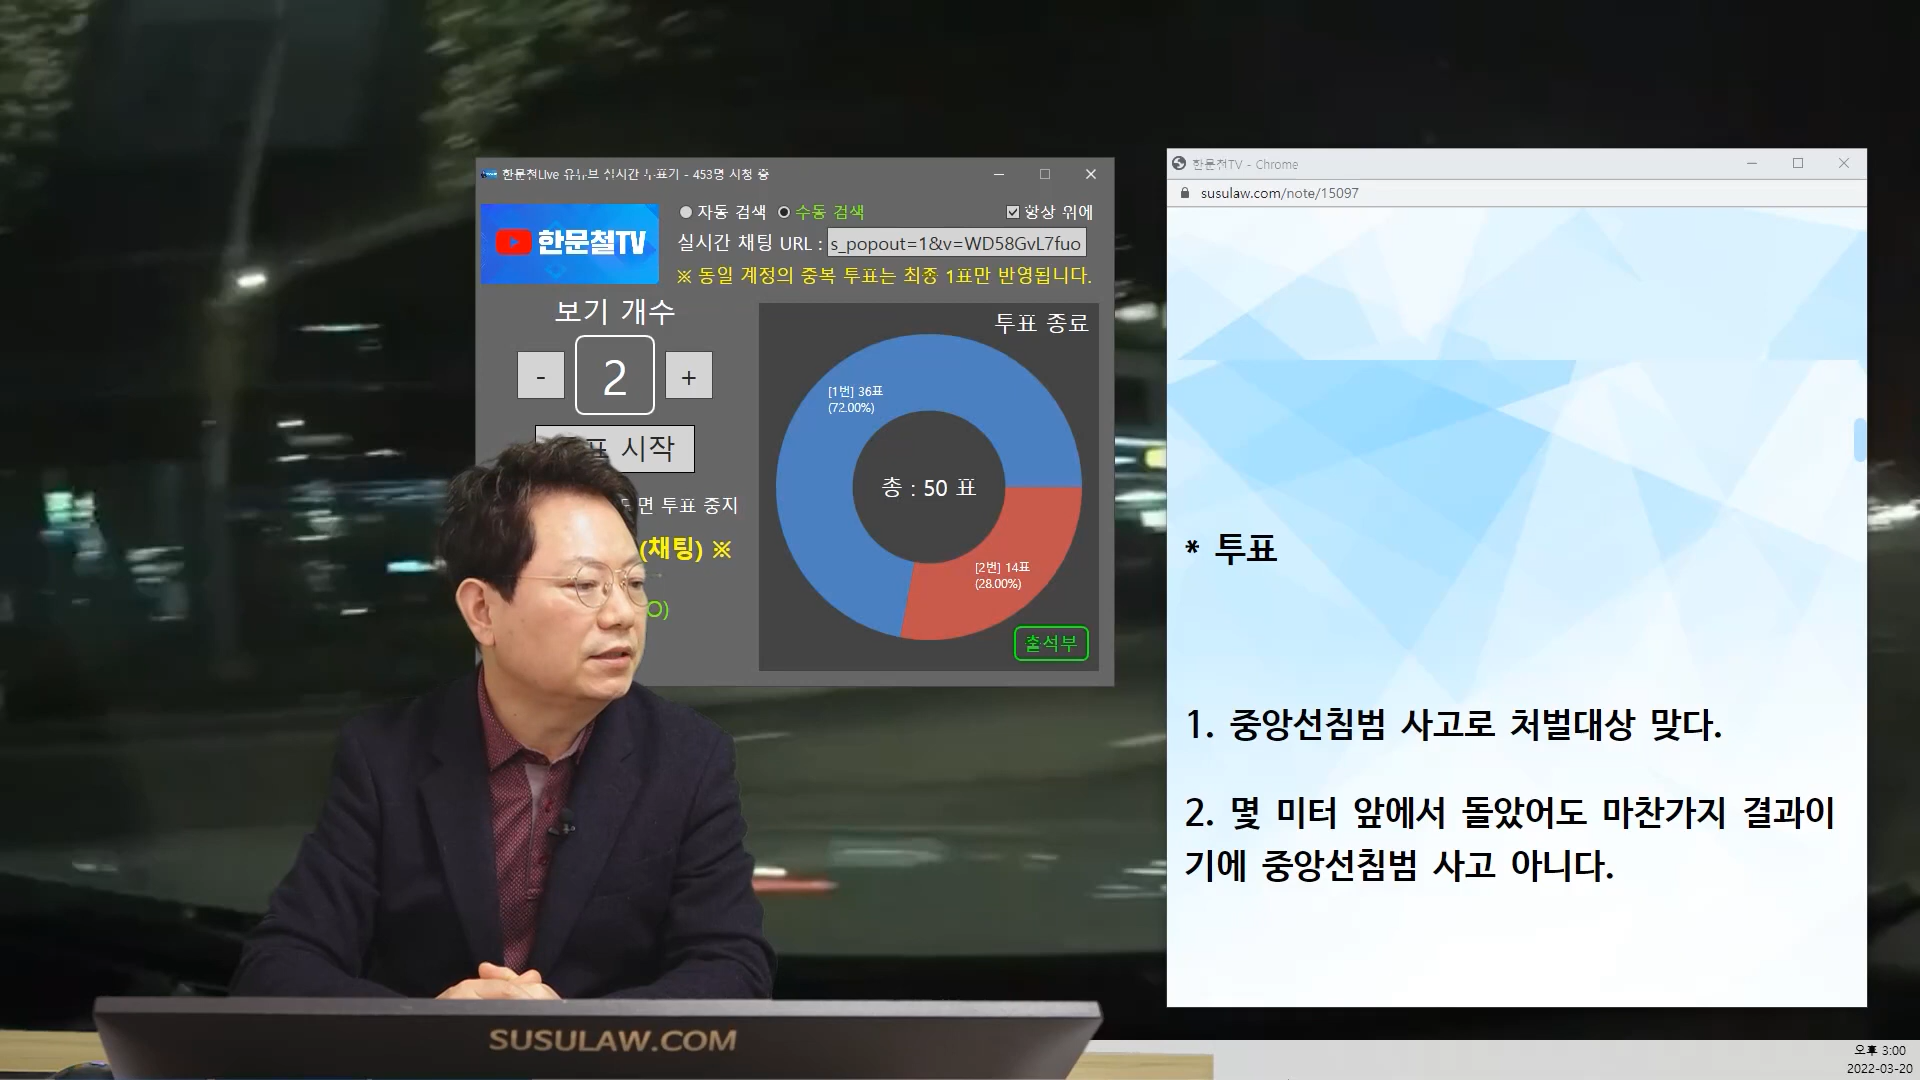 한문철Live 유튜브 실시간 투표기 - 453명 시청 중
한문철TV
자동 검색 수동 검색 항상 위에
실시간 채팅 URL : s_popout=1&v=WD58GvL7fuo
※ 동일 계정의 중복 투표는 최종 1표만 반영됩니다.
보기 개수
- 2 +
시작
면 투표 중지
(채팅) ※
O)
투표 종료
[1번] 36표
(72.00%)
총 : 50 표
[2번] 14표
(28.00%)
출석부
한문철TV - Chrome
susulaw.com/note/15097
* 투표
1. 중앙선침범 사고로 처벌대상 맞다.
2. 몇 미터 앞에서 돌았어도 마찬가지 결과이
기에 중앙선침범 사고 아니다.
SUSULAW.COM
오후 3:00
2022-03-20